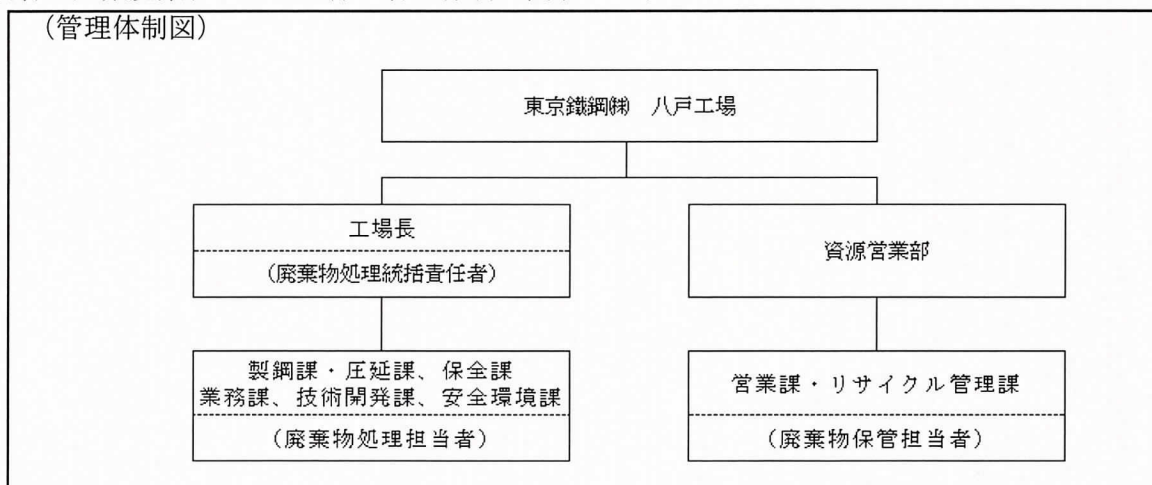 (管理体制図)
東京鐵鋼㈱ 八戸工場
工場長
(廃棄物処理統括責任者)
資源営業部
製鋼課・圧延課、保全課
業務課、技術開発課、安全環境課
(廃棄物処理担当者)
営業課・リサイクル管理課
(廃棄物保管担当者)